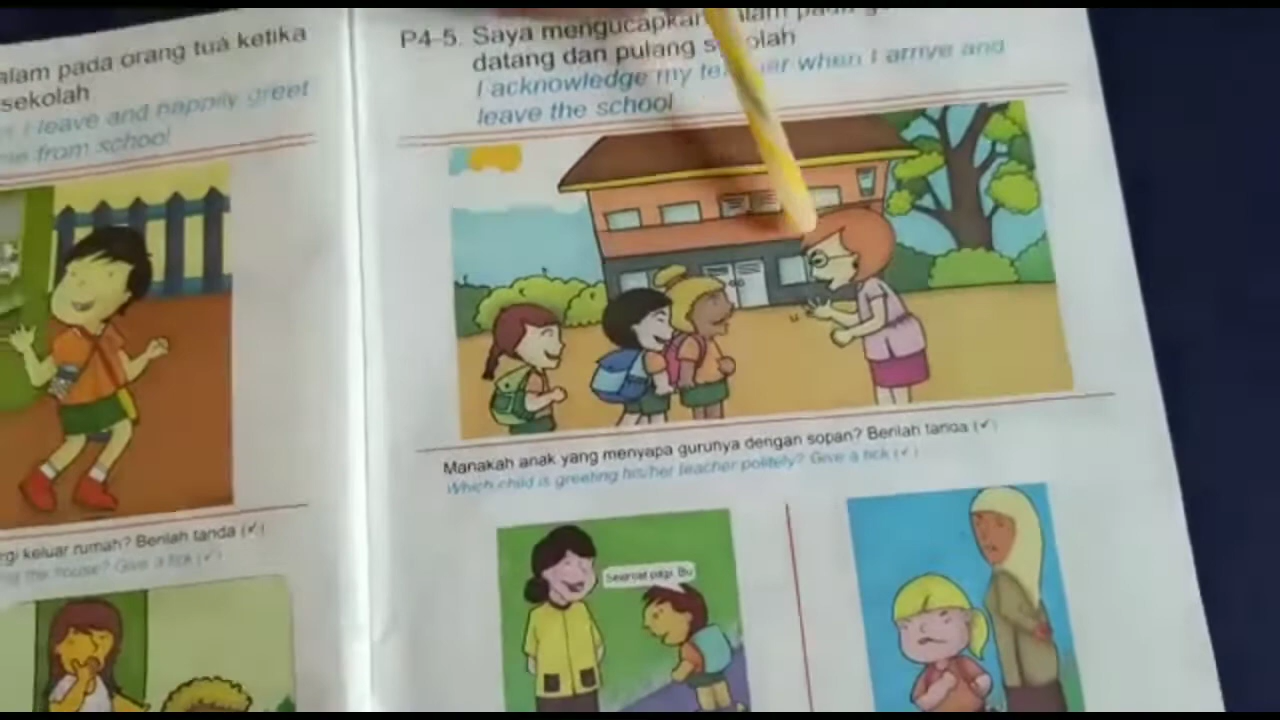 alam pada orang tua ketika
sekolah
I leave and happily greet
from school
rgi keluar rumah? Berilah tanda (✓)
the house? Give a tick (✓)
P4-5. Saya mengucapkan
datang dan pulang sekolah
I acknowledge my teacher when I arrive and
leave the school
Manakah anak yang menyapa gurunya dengan sopan? Berilah tanda (✓)
Which child is greeting his/her teacher politely? Give a tick (✓)
Selamat pagi, Bu